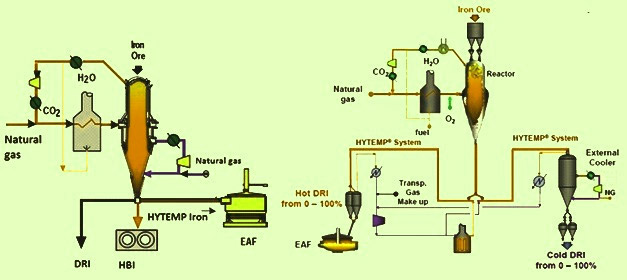 Iron
Ore
H₂O
CO₂
Natural
gas
Natural gas
HYTEMP Iron
DRI
HBI
EAF
Iron Ore
H₂O
CO₂
Reactor
Natural
gas
O₂
fuel
HYTEMP® System
HYTEMP® System
External
Cooler
Transp.
Gas
Make up
Hot DRI
from 0 – 100%
NG
EAF
Cold DRI
from 0 – 100%